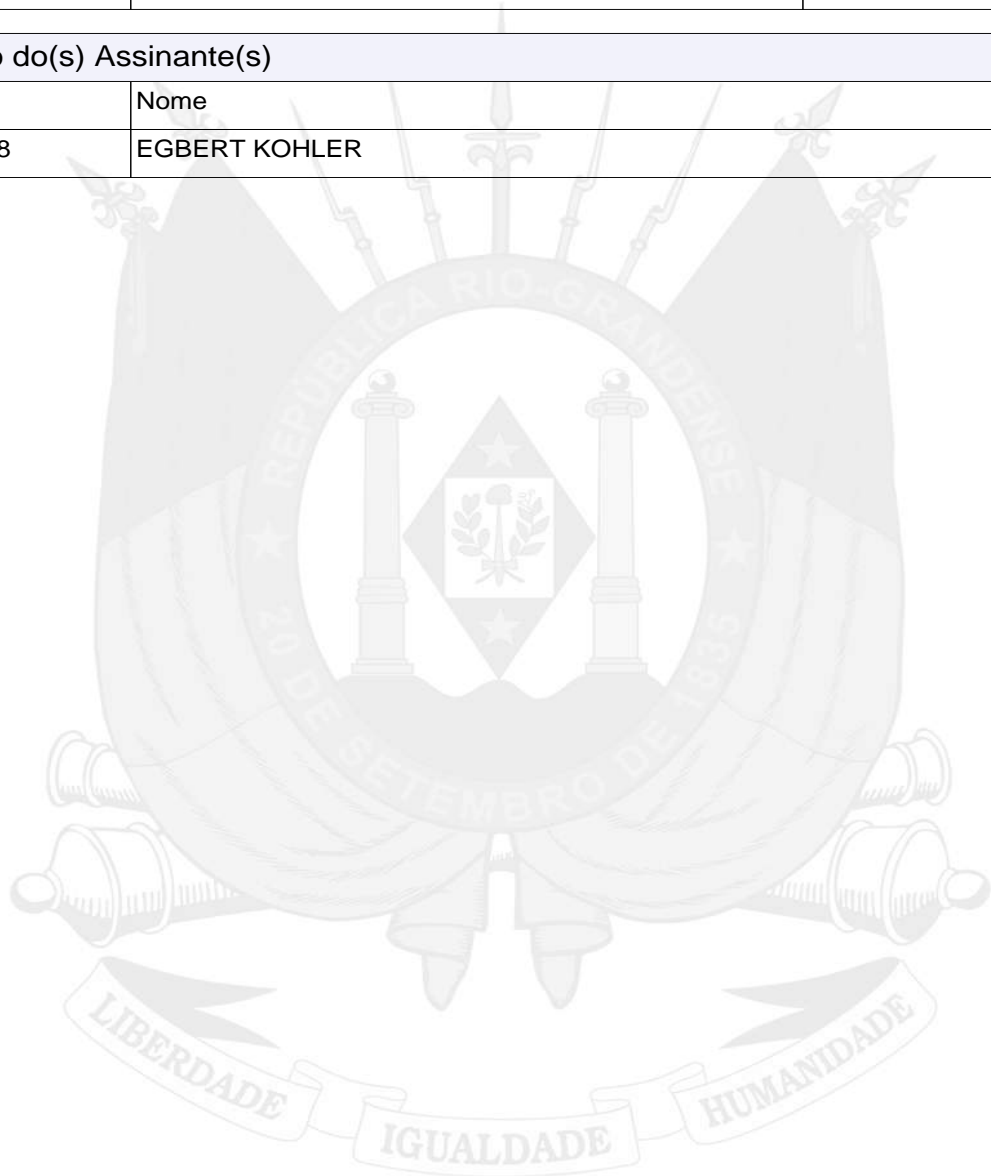 o do(s) Assinante(s)
Nome
8 EGBERT KOHLER
REPÚBLICA RIO-GRANDENSE
20 DE SETEMBRO DE 1835
LIBERDADE IGUALDADE HUMANIDADE